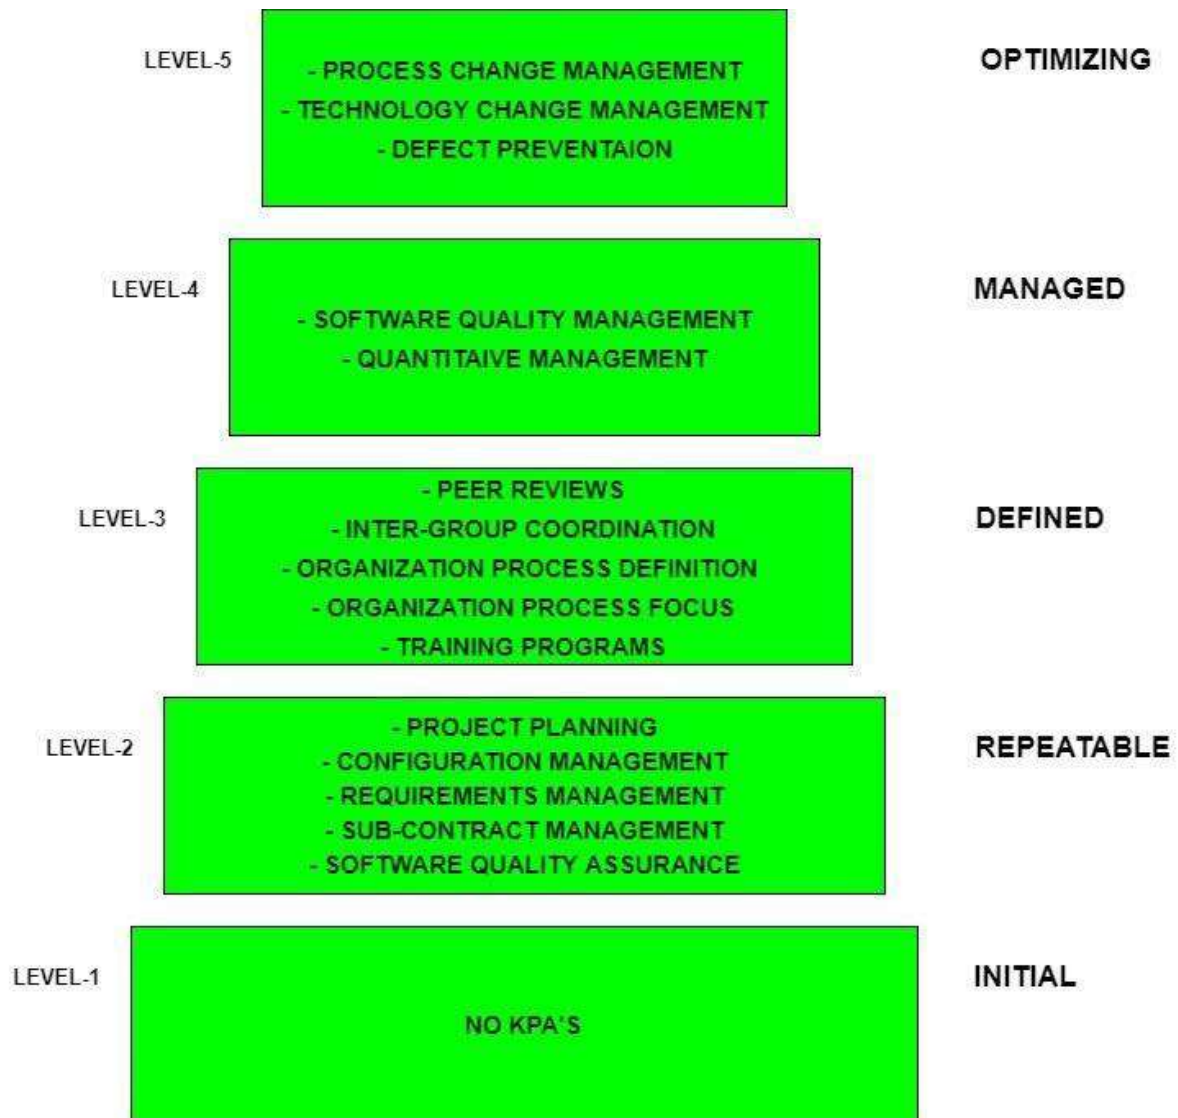 LEVEL-5
- PROCESS CHANGE MANAGEMENT
- TECHNOLOGY CHANGE MANAGEMENT
- DEFECT PREVENTAION
OPTIMIZING
LEVEL-4
- SOFTWARE QUALITY MANAGEMENT
- QUANTITAIVE MANAGEMENT
MANAGED
LEVEL-3
- PEER REVIEWS
- INTER-GROUP COORDINATION
- ORGANIZATION PROCESS DEFINITION
- ORGANIZATION PROCESS FOCUS
- TRAINING PROGRAMS
DEFINED
LEVEL-2
- PROJECT PLANNING
- CONFIGURATION MANAGEMENT
- REQUIREMENTS MANAGEMENT
- SUB-CONTRACT MANAGEMENT
- SOFTWARE QUALITY ASSURANCE
REPEATABLE
LEVEL-1
NO KPA'S
INITIAL